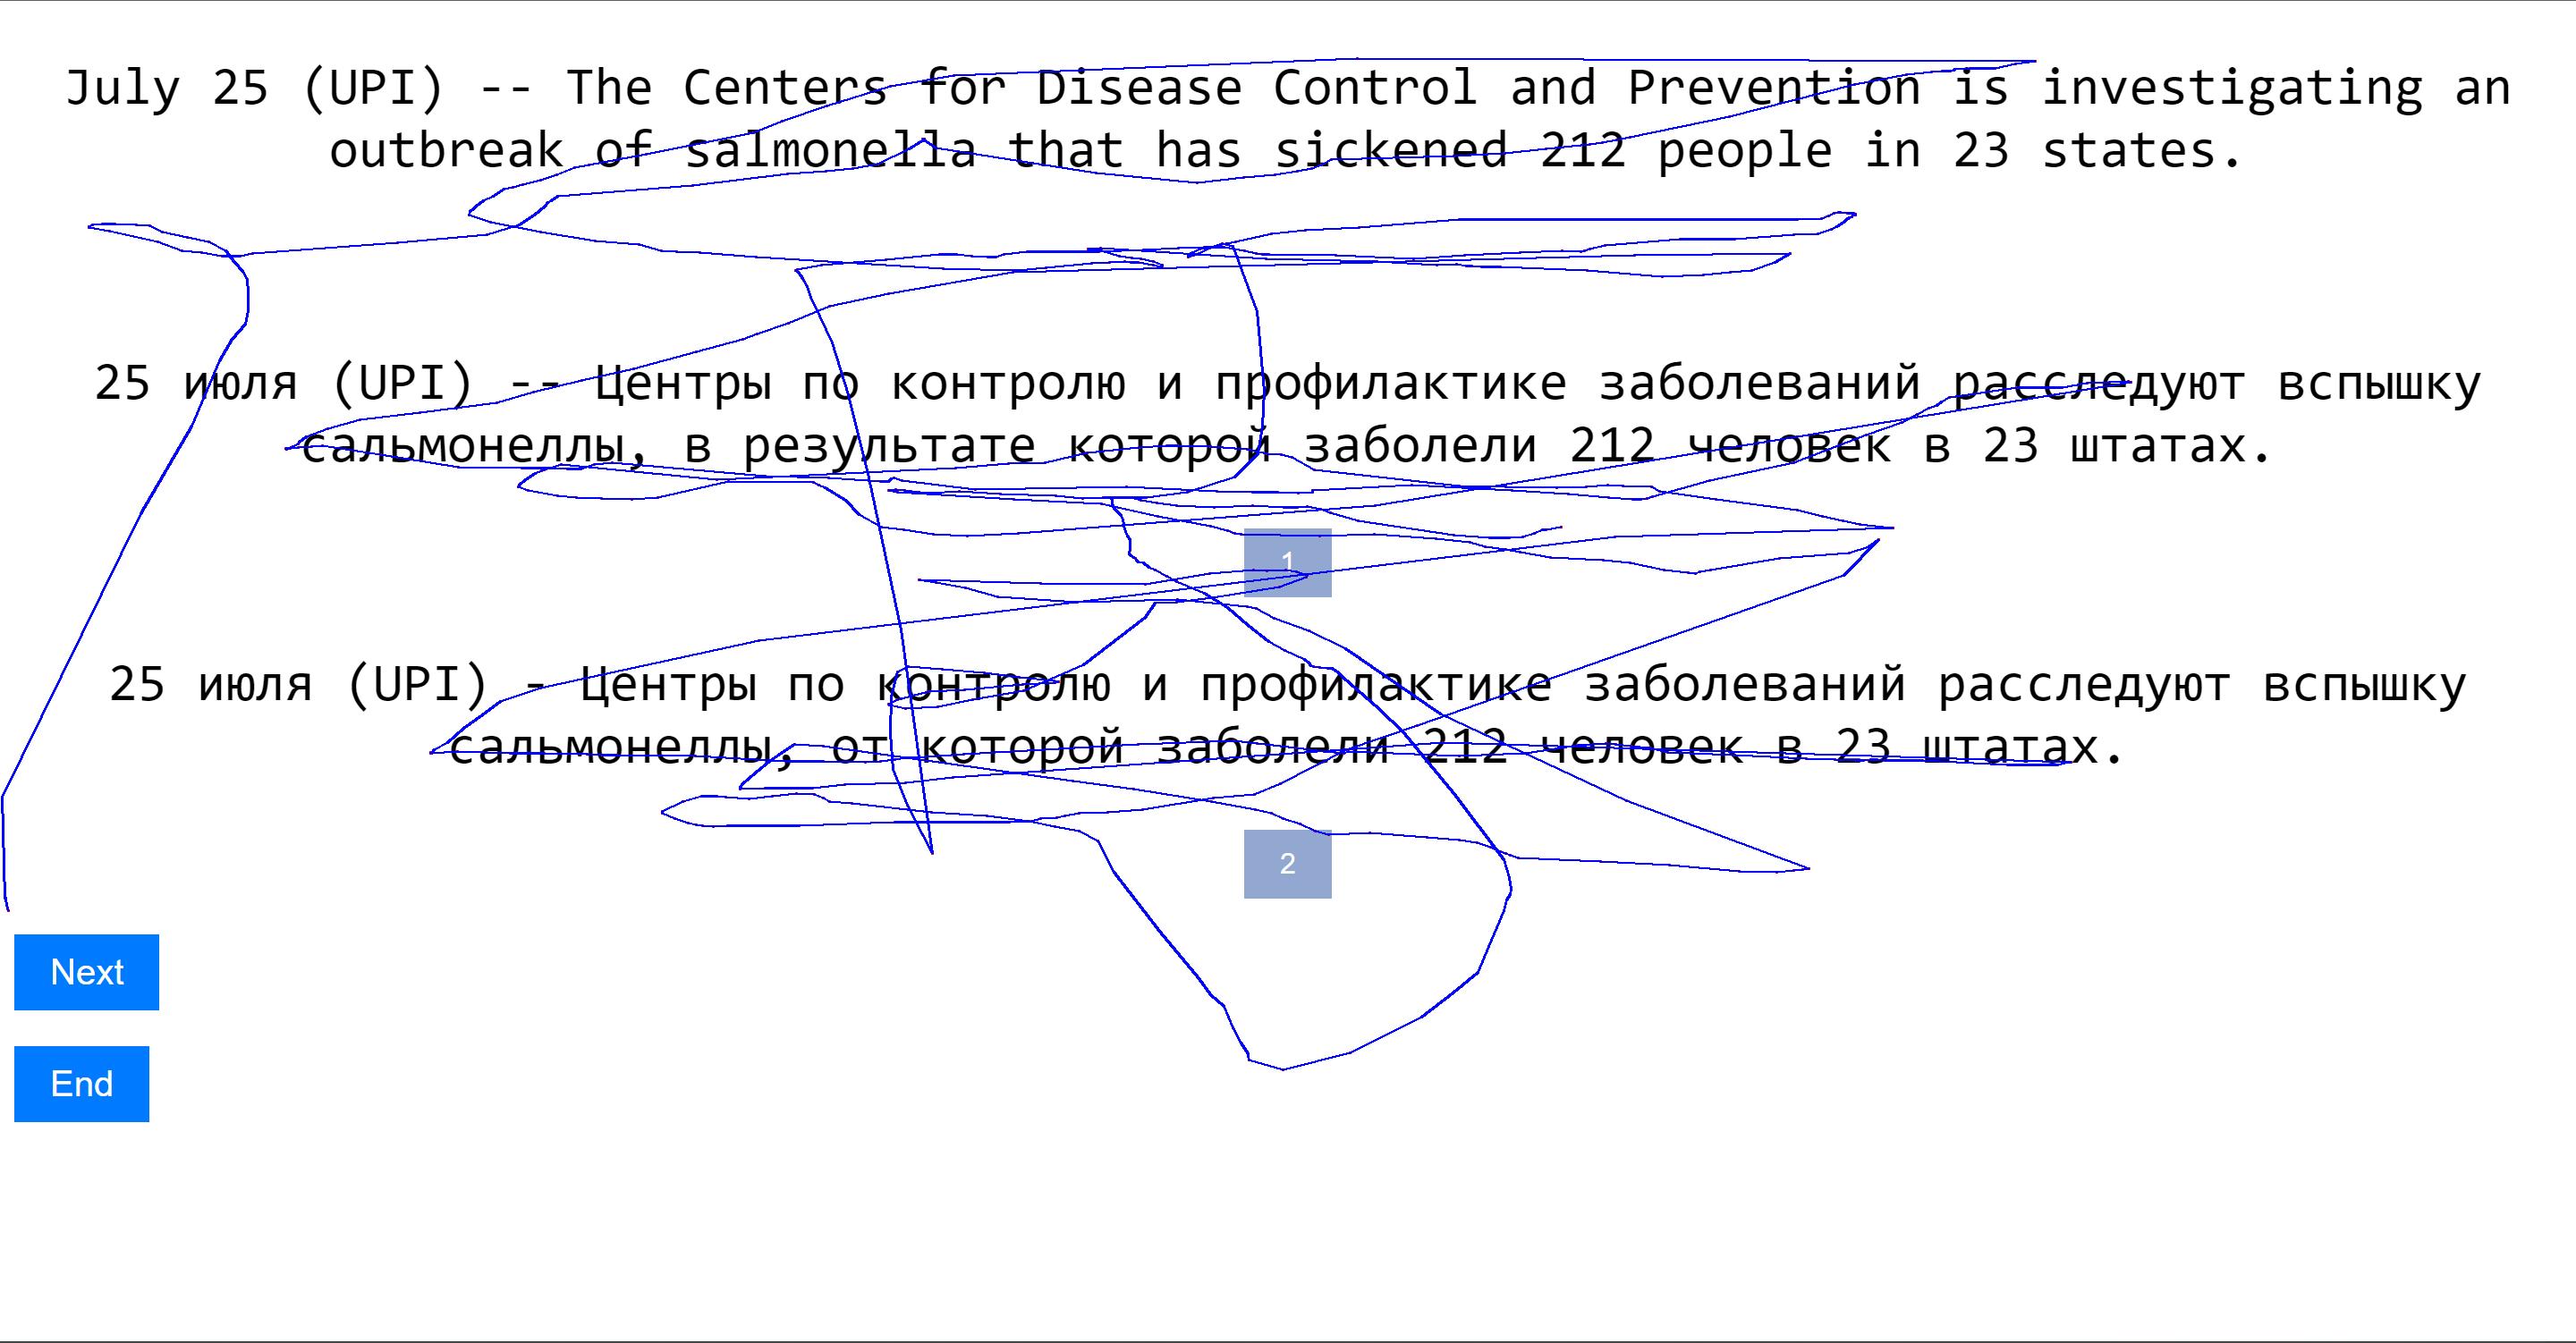 July 25 (UPI) -- The Centers for Disease Control and Prevention is investigating an
outbreak of salmonella that has sickened 212 people in 23 states.
25 июля (UPI) -- Центры по контролю и профилактике заболеваний расследуют вспышку
сальмонеллы, в результате которой заболели 212 человек в 23 штатах.
1
25 июля (UPI) - Центры по контролю и профилактике заболеваний расследуют вспышку
сальмонеллы, от которой заболели 212 человек в 23 штатах.
2
Next
End